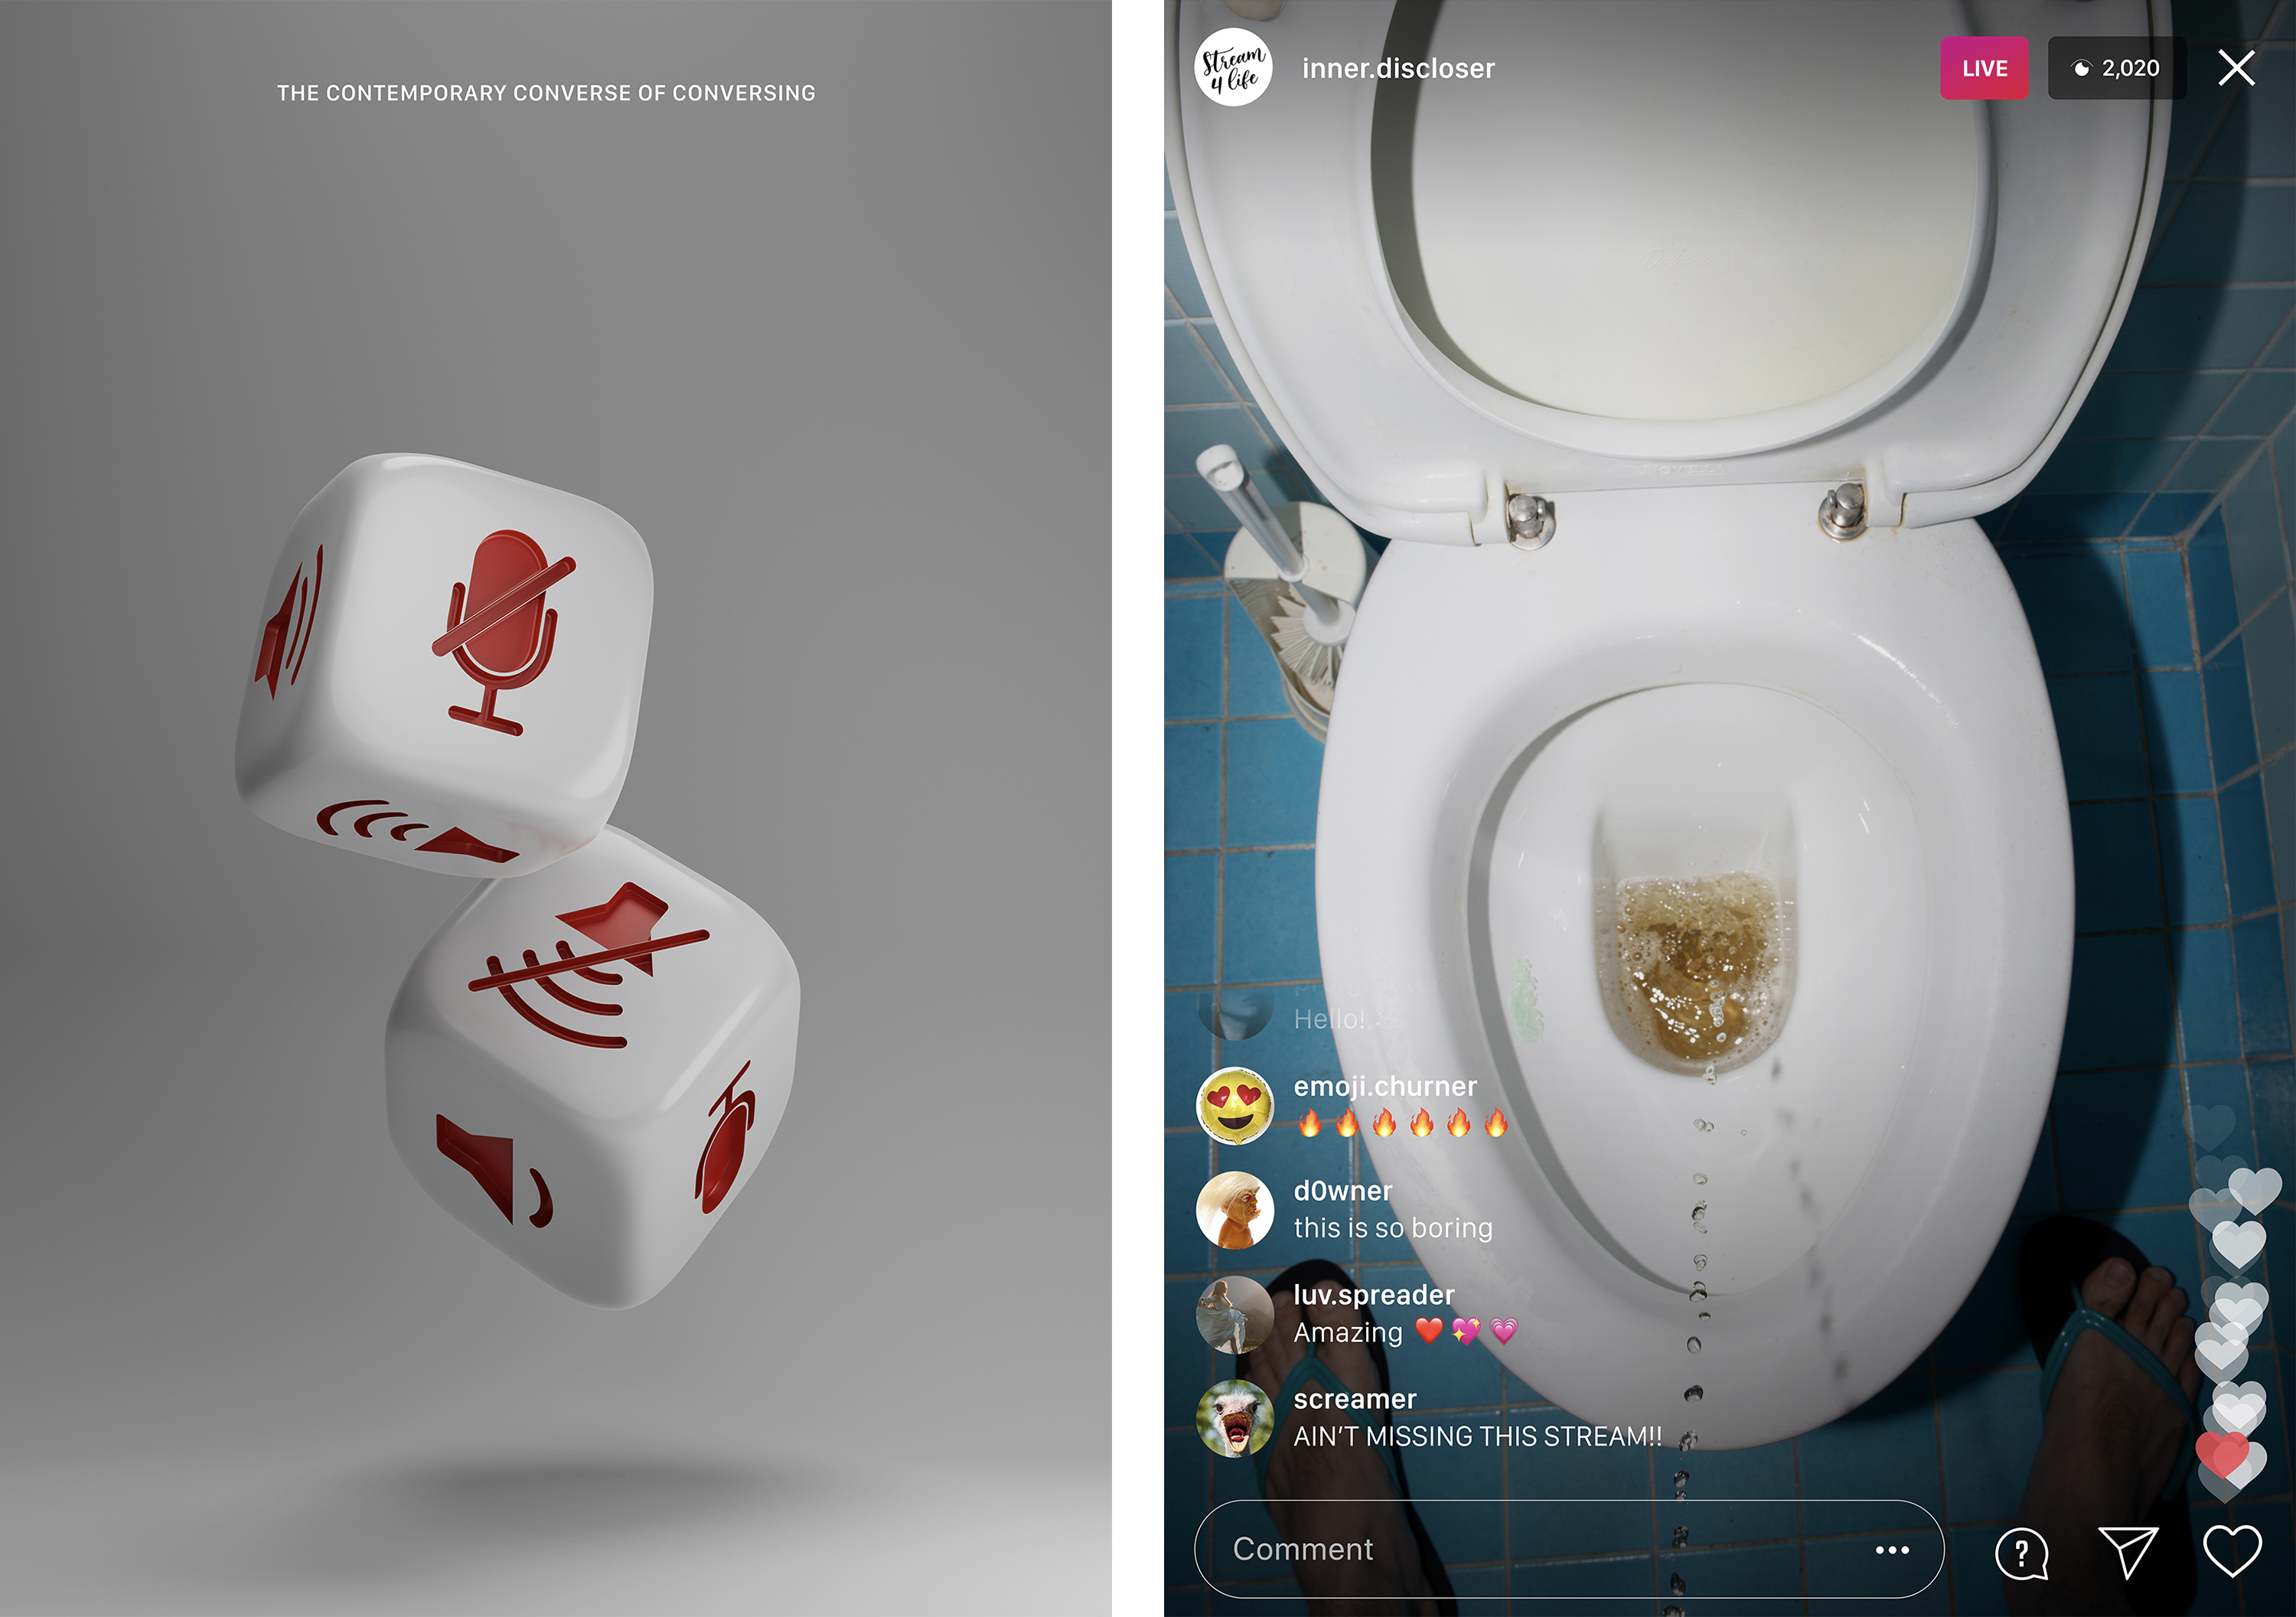 THE CONTEMPORARY CONVERSE OF CONVERSING
Stream
4 life
inner.discloser
LIVE
2,020
NOVELLA
Hello!
emoji.churner
🔥🔥🔥🔥🔥🔥
d0wner
this is so boring
luv.spreader
Amazing ❤️💖💗
screamer
AIN’T MISSING THIS STREAM!!
Comment